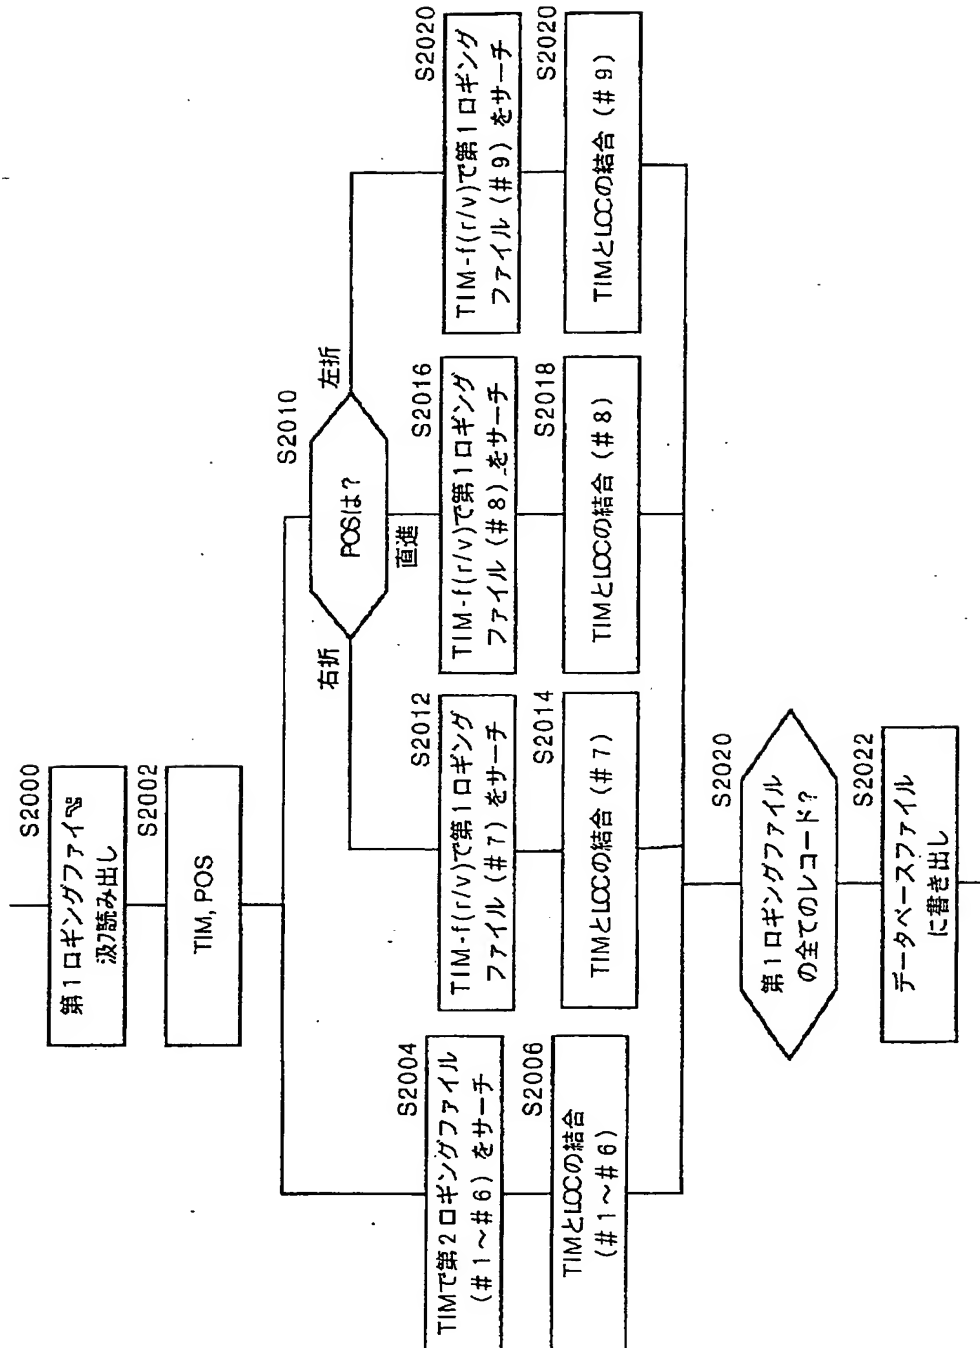 S2000
第1ロギングファイル
読み出し
S2002
TIM, POS
S2004
TIMで第2ロギングファイル
(#1～#6) をサーチ
S2006
TIMとLOCの結合
(#1～#6)
S2010
POSは?
右折
直進
左折
S2012
TIM-f(r/v)で第1ロギング
ファイル (#7) をサーチ
S2014
TIMとLOCの結合 (#7)
S2016
TIM-f(r/v)で第1ロギング
ファイル (#8) をサーチ
S2018
TIMとLOCの結合 (#8)
S2020
TIM-f(r/v)で第1ロギング
ファイル (#9) をサーチ
S2020
TIMとLOCの結合 (#9)
S2020
第1ロギングファイル
の全てのレコード?
S2022
データベースファイル
に書き出し